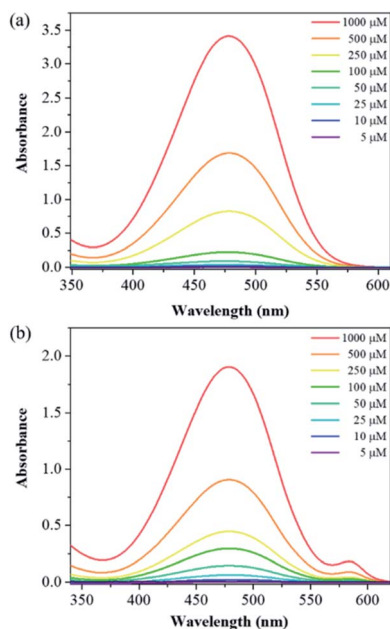 (a)
Absorbance
3.5
3.0
2.5
2.0
1.5
1.0
0.5
0.0
1000 µM
500 µM
250 µM
100 µM
50 µM
25 µM
10 µM
5 µM
350 400 450 500 550 600
Wavelength (nm)
(b)
Absorbance
2.0
1.5
1.0
0.5
0.0
1000 µM
500 µM
250 µM
100 µM
50 µM
25 µM
10 µM
5 µM
350 400 450 500 550 600
Wavelength (nm)